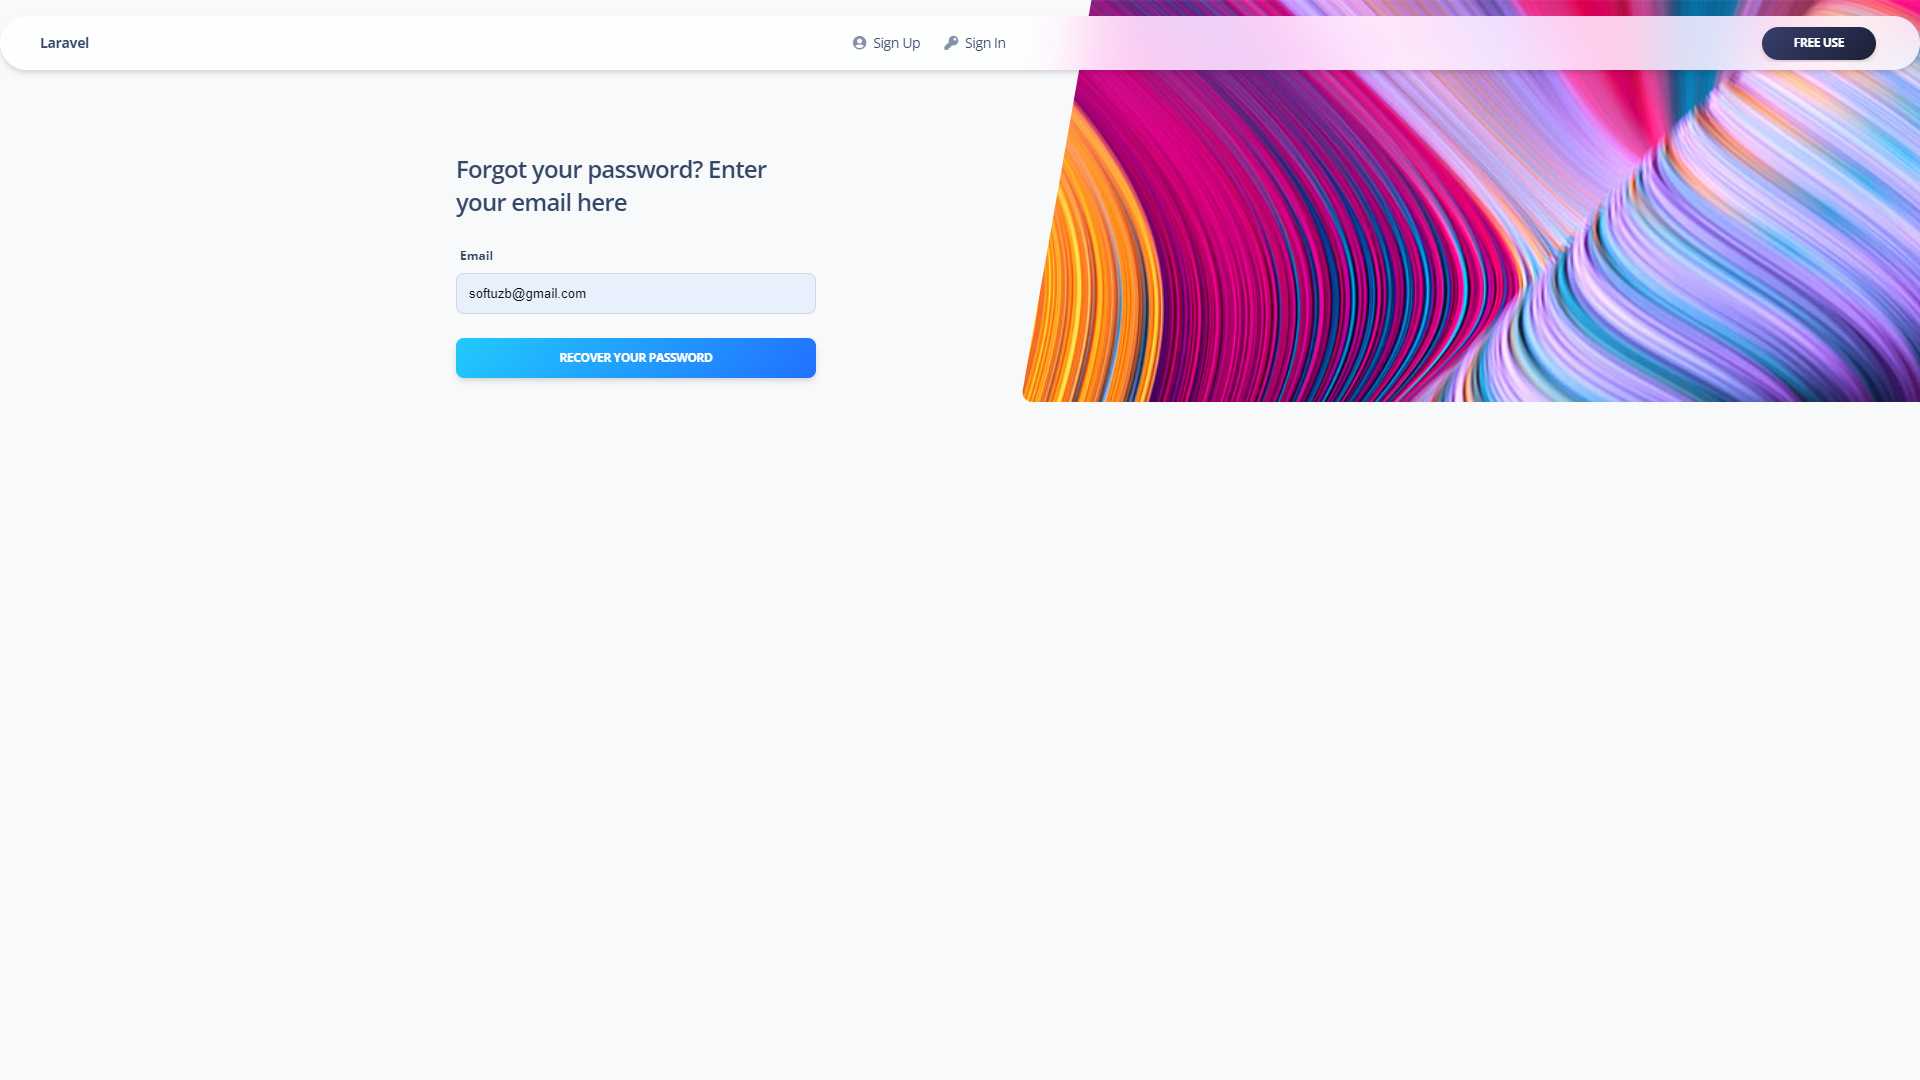 Laravel
Sign Up
Sign In
FREE USE
Forgot your password? Enter
your email here
Email
softuzb@gmail.com
RECOVER YOUR PASSWORD